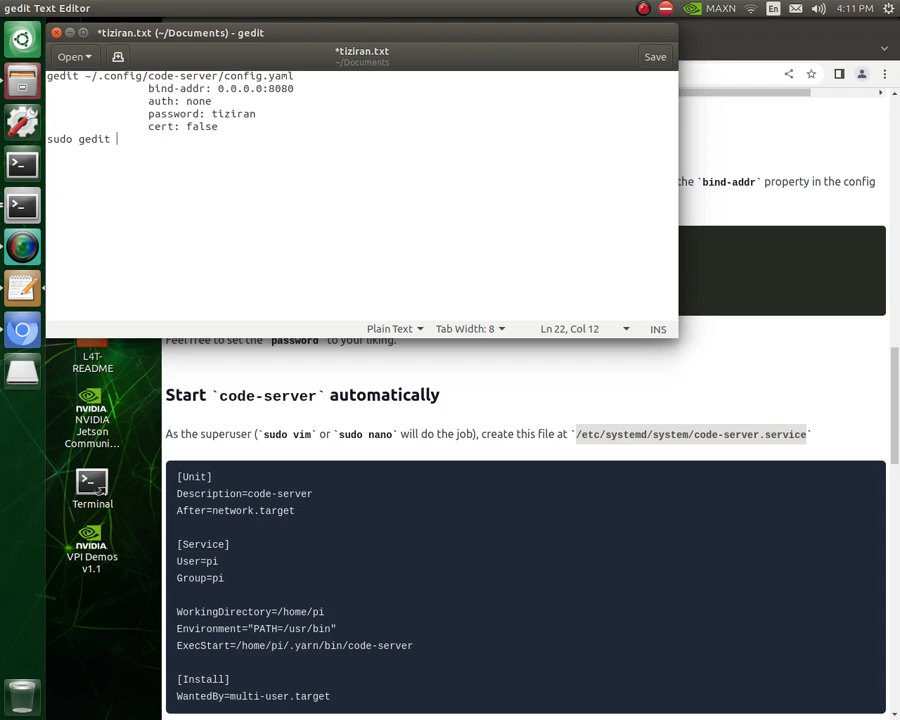 gedit Text Editor
MAXN
En
4:11 PM
*tiziran.txt (~/Documents) - gedit
Open
*tiziran.txt
~/Documents
Save
gedit ~/.config/code-server/config.yaml
bind-addr: 0.0.0.0:8080
auth: none
password: tiziran
cert: false
sudo gedit
Plain Text
Tab Width: 8
Ln 22, Col 12
INS
the `bind-addr` property in the config
Feel free to set the `password` to your liking.
L4T-
README
Start `code-server` automatically
NVIDIA
Jetson
Communi...
As the superuser (`sudo vim` or `sudo nano` will do the job), create this file at `/etc/systemd/system/code-server.service`
Terminal
NVIDIA
VPI Demos
v1.1
[Unit]
Description=code-server
After=network.target
[Service]
User=pi
Group=pi
WorkingDirectory=/home/pi
Environment="PATH=/usr/bin"
ExecStart=/home/pi/.yarn/bin/code-server
[Install]
WantedBy=multi-user.target